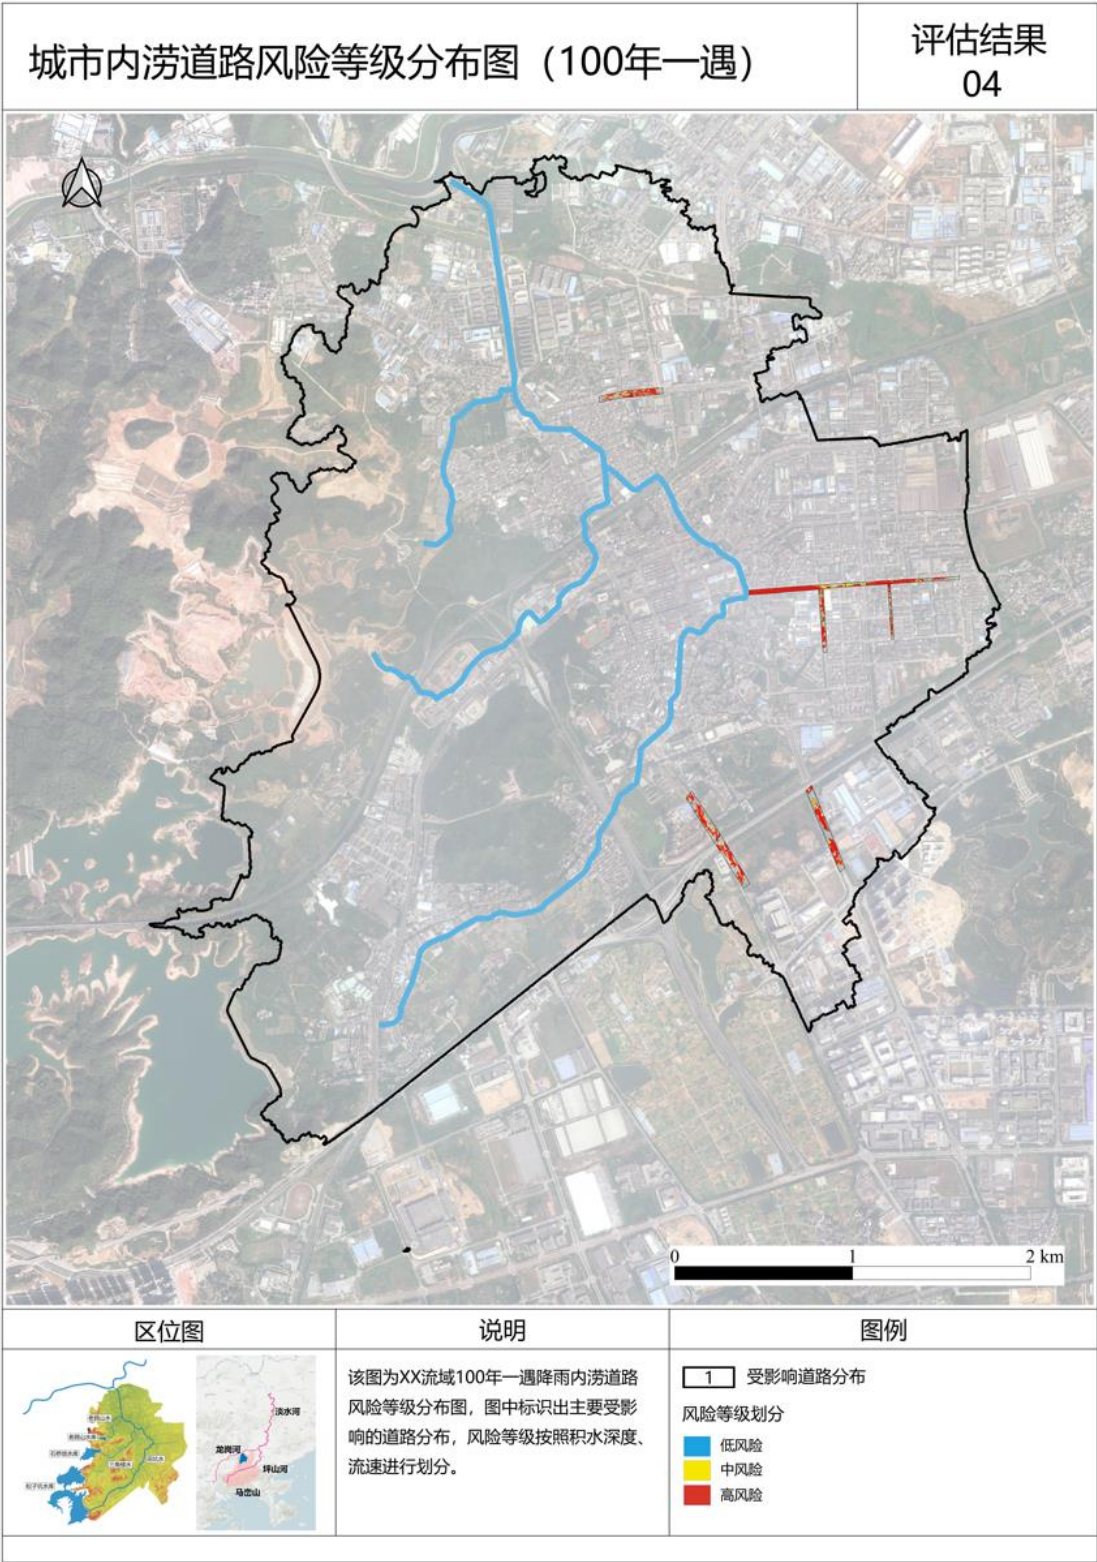 城市内涝道路风险等级分布图（100年一遇）
评估结果
04
0 1 2 km
区位图
说明
图例
淡水河
龙岗河
坪山河
马峦山
该图为XX流域100年一遇降雨内涝道路
风险等级分布图，图中标识出主要受影
响的道路分布，风险等级按照积水深度、
流速进行划分。
1 受影响道路分布
风险等级划分
低风险
中风险
高风险